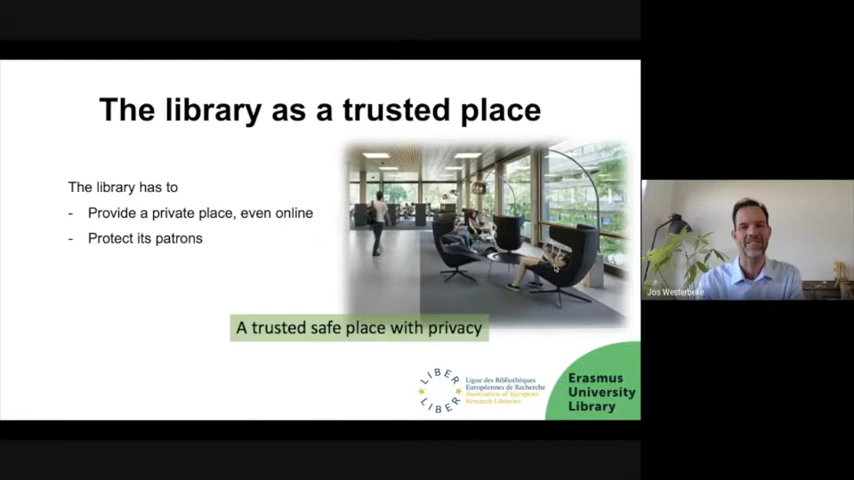 The library as a trusted place
The library has to
- Provide a private place, even online
- Protect its patrons
A trusted safe place with privacy
LIBER
LIBER
Ligue des Bibliothèques
Européennes de Recherche
Association of European
Research Libraries
Erasmus
University
Library
Jos Westerbeke